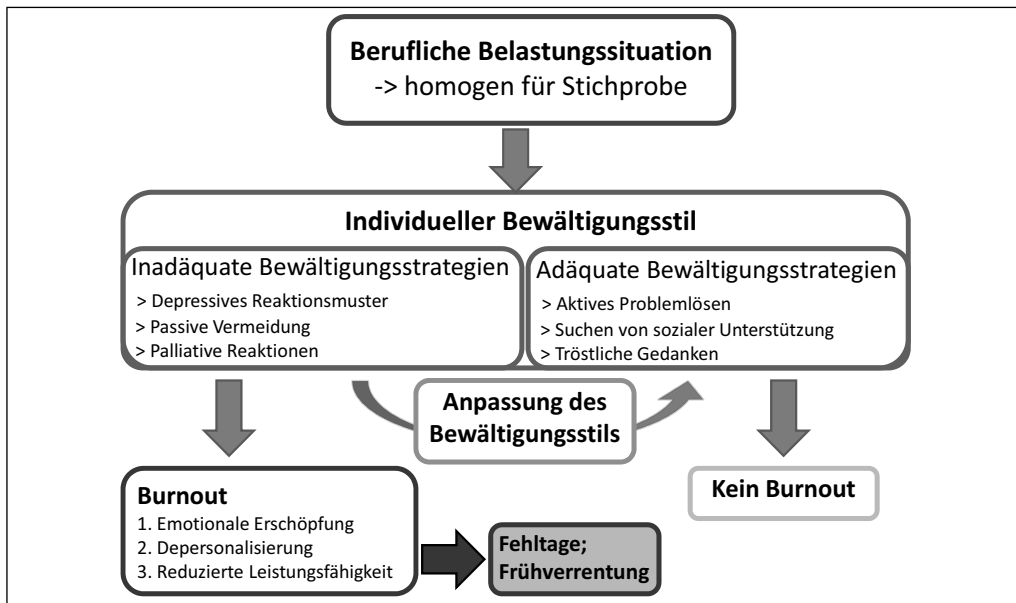 Berufliche Belastungssituation
-> homogen für Stichprobe
Individueller Bewältigungsstil
Inadäquate Bewältigungsstrategien
> Depressives Reaktionsmuster
> Passive Vermeidung
> Palliative Reaktionen
Adäquate Bewältigungsstrategien
> Aktives Problemlösen
> Suchen von sozialer Unterstützung
> Tröstliche Gedanken
Anpassung des
Bewältigungsstils
Burnout
1. Emotionale Erschöpfung
2. Depersonalisierung
3. Reduzierte Leistungsfähigkeit
Fehltage;
Frühverrentung
Kein Burnout